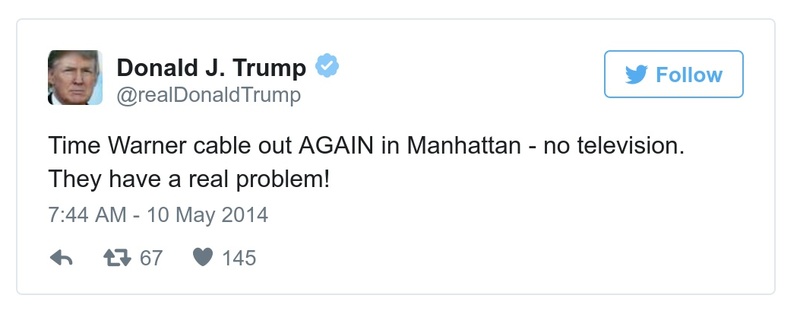 Donald J. Trump
@realDonaldTrump
Follow
Time Warner cable out AGAIN in Manhattan - no television.
They have a real problem!
7:44 AM - 10 May 2014
67 145